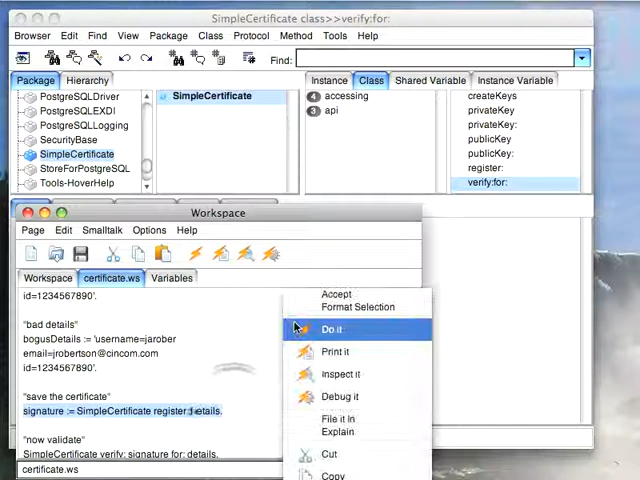 SimpleCertificate class>>verify:for:
Browser Edit Find View Package Class Protocol Method Tools Help
Find:
Package Hierarchy
Instance Class Shared Variable Instance Variable
PostgreSQLDriver
PostgreSQLEXDI
PostgreSQLLogging
SecurityBase
SimpleCertificate
StoreForPostgreSQL
Tools-HoverHelp
SimpleCertificate
4 accessing
3 api
createKeys
privateKey
privateKey:
publicKey
publicKey:
register:
verify:for:
Workspace
Page Edit Smalltalk Options Help
Workspace certificate.ws Variables
id=1234567890'.
"bad details"
bogusDetails := 'username=jarober
email=jrobertson@cincom.com
id=1234567890'.
"save the certificate"
signature := SimpleCertificate register: details.
"now validate"
SimpleCertificate verify: signature for: details.
certificate.ws
Accept
Format Selection
Do it
Print it
Inspect it
Debug it
File it In
Explain
Cut
Copy